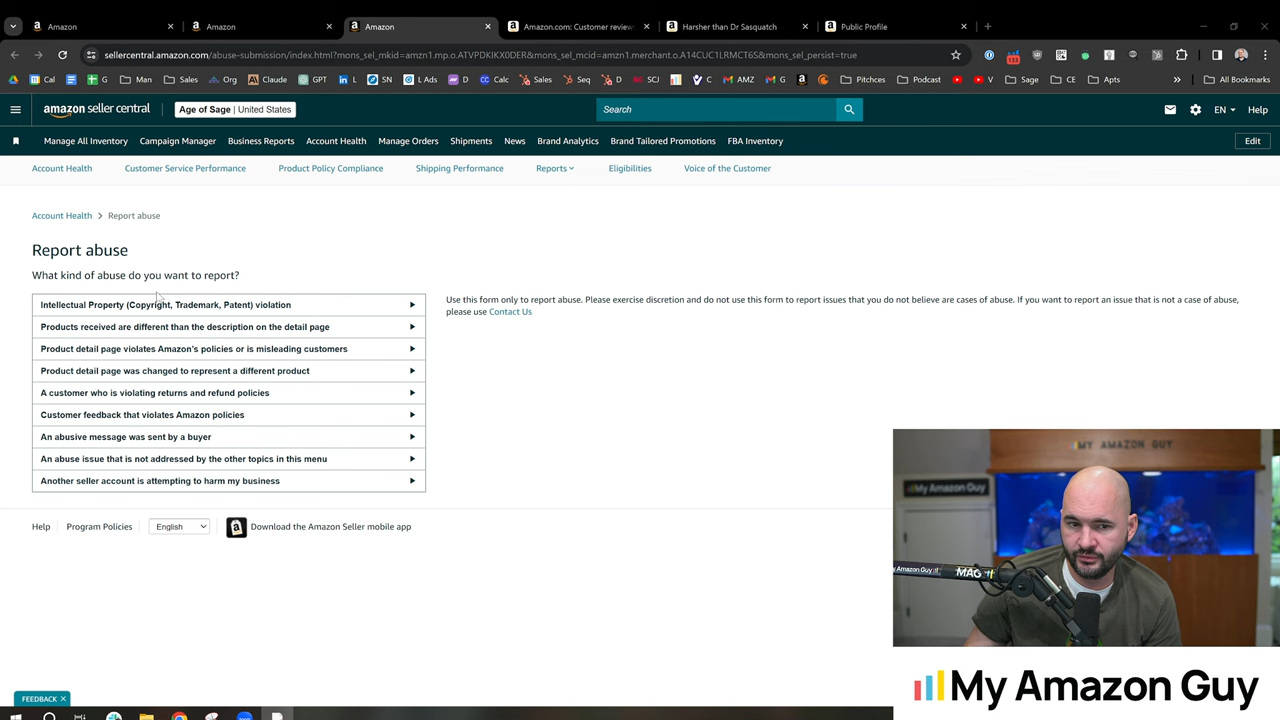 Amazon
Amazon
Amazon
Amazon.com: Customer review
Harsher than Dr Sasquatch
Public Profile
sellercentral.amazon.com/abuse-submission/index.html?mons_sel_mkid=amzn1.mp.o.ATVPDKIKX0DER&mons_sel_mcid=amzn1.merchant.o.A14CUC1LRMCT6S&mons_sel_persist=true
Cal
G
Man
Sales
Org
Claude
GPT
L
SN
L Ads
D
Calc
Sales
Seq
D
SCJ
C
AMZ
G
Pitchces
Podcast
V
Sage
CE
Apts
All Bookmarks
amazon seller central
Age of Sage | United States
Search
EN
Help
Manage All Inventory
Campaign Manager
Business Reports
Account Health
Manage Orders
Shipments
News
Brand Analytics
Brand Tailored Promotions
FBA Inventory
Edit
Account Health
Customer Service Performance
Product Policy Compliance
Shipping Performance
Reports
Eligibilities
Voice of the Customer
Account Health > Report abuse
Report abuse
What kind of abuse do you want to report?
Intellectual Property (Copyright, Trademark, Patent) violation
Products received are different than the description on the detail page
Product detail page violates Amazon's policies or is misleading customers
Product detail page was changed to represent a different product
A customer who is violating returns and refund policies
Customer feedback that violates Amazon policies
An abusive message was sent by a buyer
An abuse issue that is not addressed by the other topics in this menu
Another seller account is attempting to harm my business
Use this form only to report abuse. Please exercise discretion and do not use this form to report issues that you do not believe are cases of abuse. If you want to report an issue that is not a case of abuse,
please use Contact Us
Help
Program Policies
English
Download the Amazon Seller mobile app
MY AMAZON GUY
My Amazon Guy
My Amazon Guy
MAG
My Amazon Guy
FEEDBACK